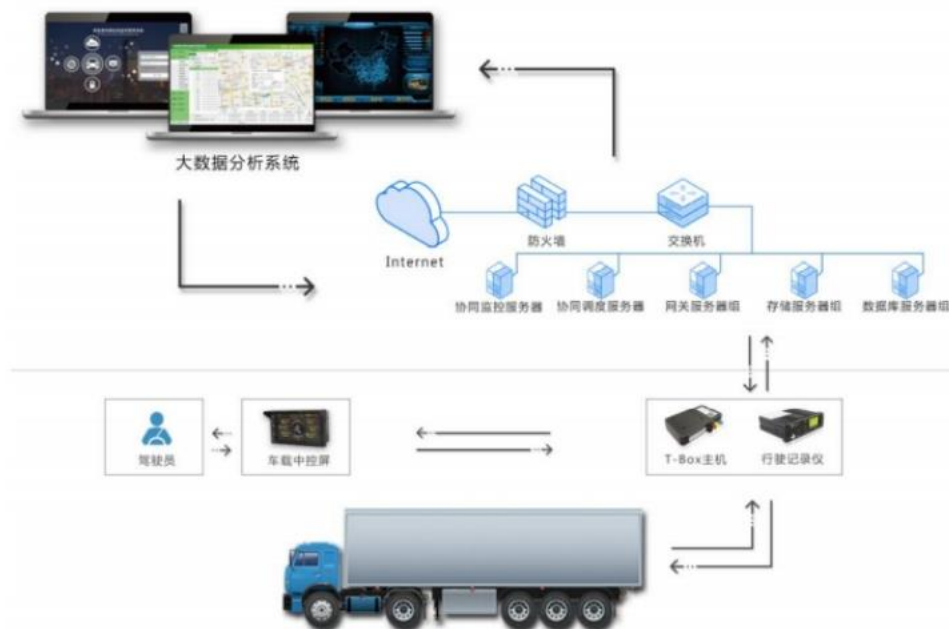 大数据分析系统
Internet
防火墙
交换机
协同监控服务器
协同调度服务器
网关服务器组
存储服务器组
数据库服务器组
驾驶员
车载中控屏
T-Box主机
行驶记录仪